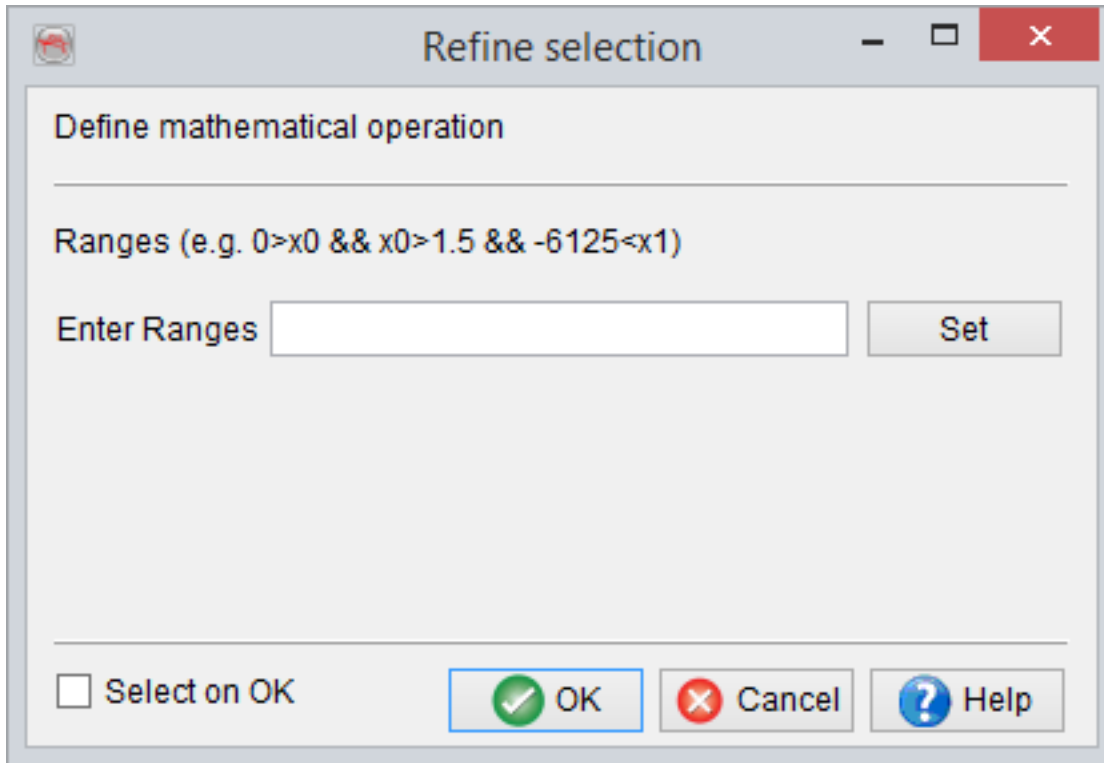 Refine selection
Define mathematical operation
Ranges (e.g. 0>x0 && x0>1.5 && -6125<x1)
Enter Ranges Set
Select on OK OK Cancel Help